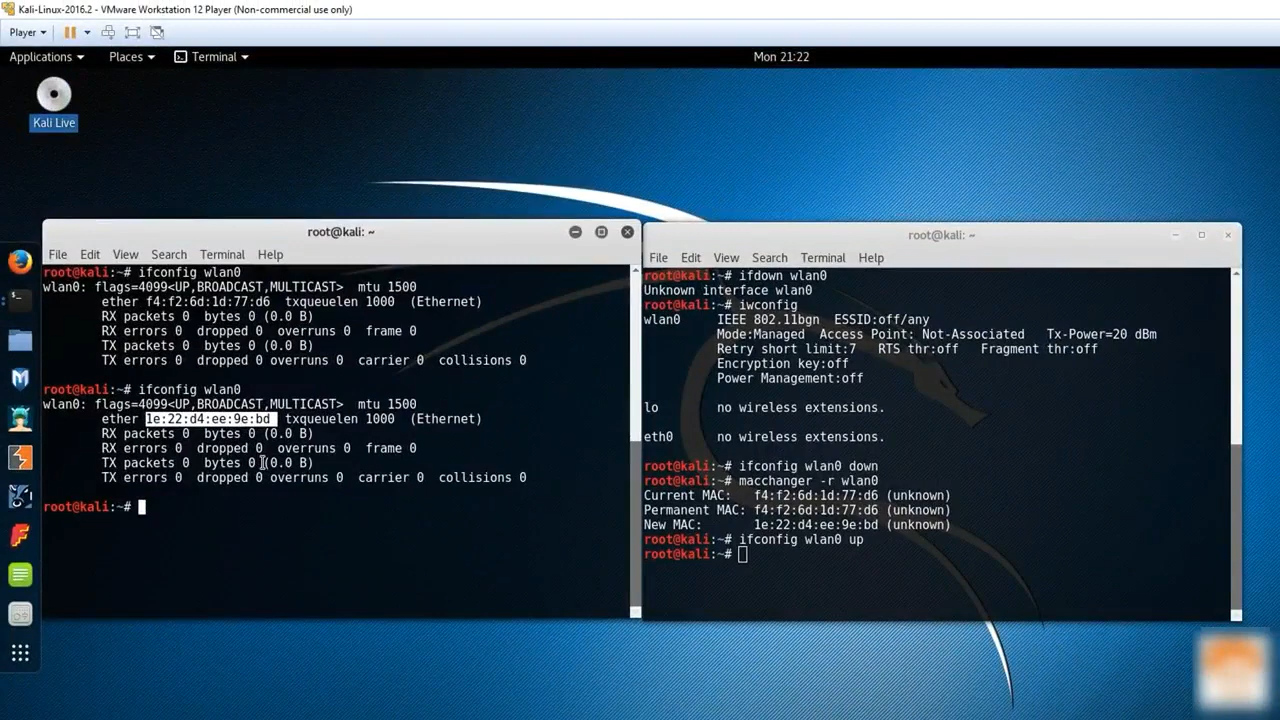 Kali-Linux-2016.2 - VMware Workstation 12 Player (Non-commercial use only)
Player
Applications Places Terminal Mon 21:22
Kali Live
root@kali: ~
File Edit View Search Terminal Help
root@kali:~# ifconfig wlan0
wlan0: flags=4099<UP,BROADCAST,MULTICAST> mtu 1500
ether f4:f2:6d:1d:77:d6 txqueuelen 1000 (Ethernet)
RX packets 0 bytes 0 (0.0 B)
RX errors 0 dropped 0 overruns 0 frame 0
TX packets 0 bytes 0 (0.0 B)
TX errors 0 dropped 0 overruns 0 carrier 0 collisions 0
root@kali:~# ifconfig wlan0
wlan0: flags=4099<UP,BROADCAST,MULTICAST> mtu 1500
ether 1e:22:d4:ee:9e:bd txqueuelen 1000 (Ethernet)
RX packets 0 bytes 0 (0.0 B)
RX errors 0 dropped 0 overruns 0 frame 0
TX packets 0 bytes 0 (0.0 B)
TX errors 0 dropped 0 overruns 0 carrier 0 collisions 0
root@kali:~#
root@kali: ~
File Edit View Search Terminal Help
root@kali:~# ifdown wlan0
Unknown interface wlan0
root@kali:~# iwconfig
wlan0 IEEE 802.11bgn ESSID:off/any
Mode:Managed Access Point: Not-Associated Tx-Power=20 dBm
Retry short limit:7 RTS thr:off Fragment thr:off
Encryption key:off
Power Management:off
lo no wireless extensions.
eth0 no wireless extensions.
root@kali:~# ifconfig wlan0 down
root@kali:~# macchanger -r wlan0
Current MAC: f4:f2:6d:1d:77:d6 (unknown)
Permanent MAC: f4:f2:6d:1d:77:d6 (unknown)
New MAC: 1e:22:d4:ee:9e:bd (unknown)
root@kali:~# ifconfig wlan0 up
root@kali:~#